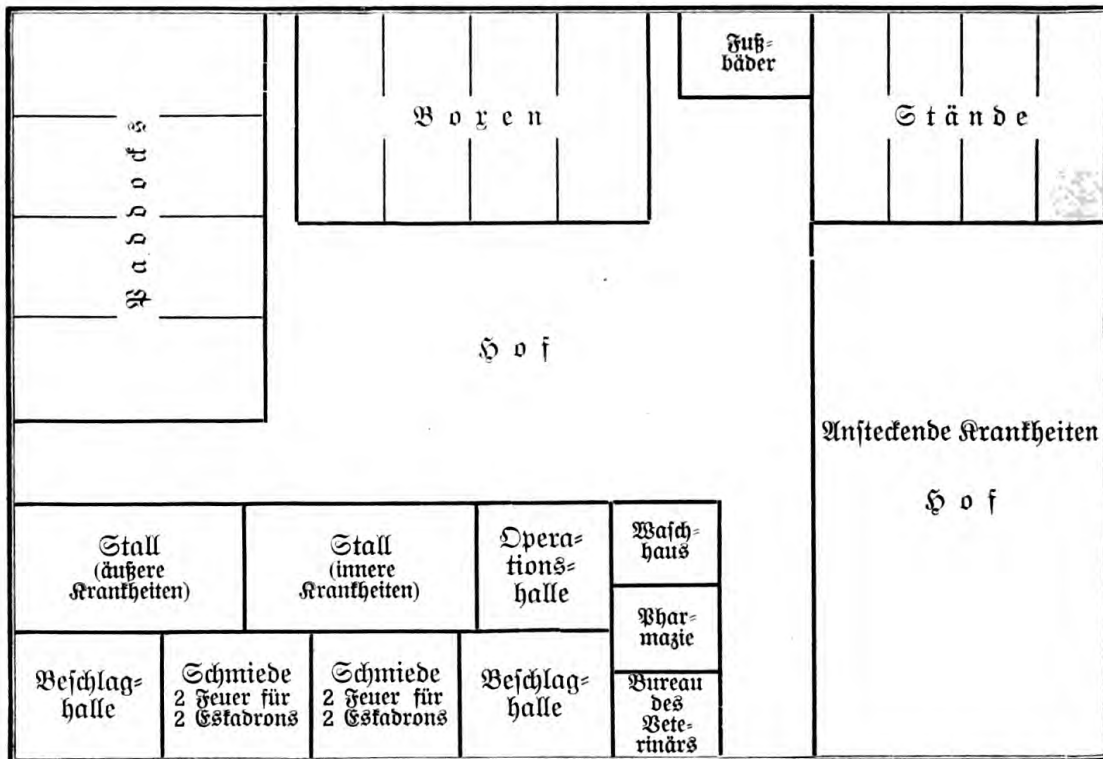 Fuß-
bäder
Boxen
Stände
Paddocks
Hof
Ansteckende Krankheiten
Hof
Stall
(äußere
Krankheiten)
Stall
(innere
Krankheiten)
Opera-
tions-
halle
Wasch-
haus
Phar-
mazie
Beschlag-
halle
Schmiede
2 Feuer für
2 Eskadrons
Schmiede
2 Feuer für
2 Eskadrons
Beschlag-
halle
Bureau
des
Vete-
rinärs